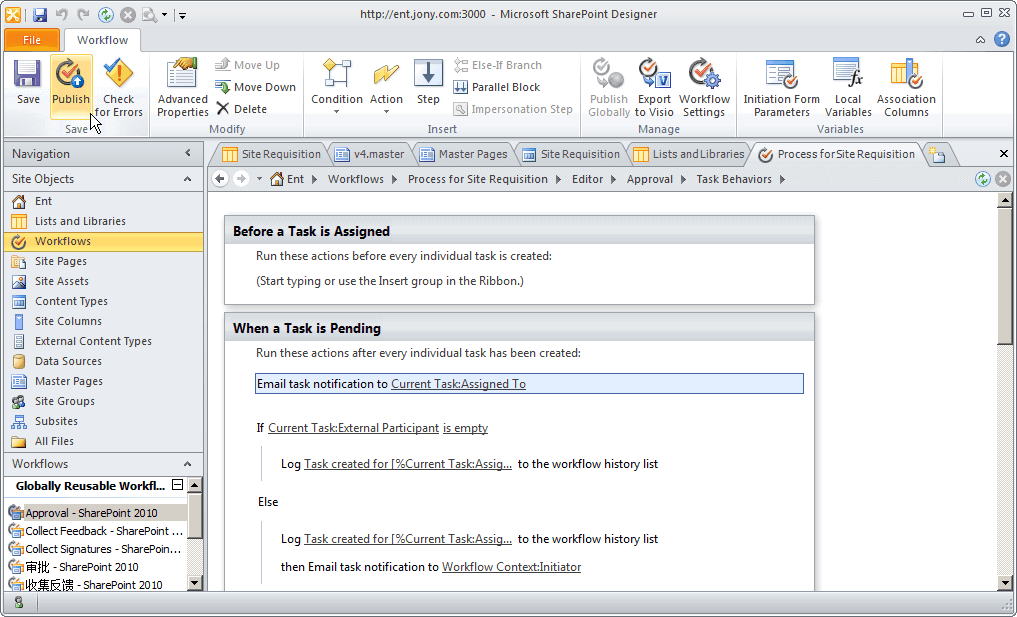 http://ent.jony.com:3000 - Microsoft SharePoint Designer
File
Workflow
Save
Publish
Check for Errors
Save
Advanced Properties
Move Up
Move Down
Delete
Modify
Condition
Action
Step
Else-If Branch
Parallel Block
Impersonation Step
Insert
Publish Globally
Export to Visio
Workflow Settings
Manage
Initiation Form Parameters
Local Variables
Association Columns
Variables
Navigation
Site Requisition
v4.master
Master Pages
Site Requisition
Lists and Libraries
Process for Site Requisition
Ent
Workflows
Process for Site Requisition
Editor
Approval
Task Behaviors
Site Objects
Ent
Lists and Libraries
Workflows
Site Pages
Site Assets
Content Types
Site Columns
External Content Types
Data Sources
Master Pages
Site Groups
Subsites
All Files
Workflows
Globally Reusable Workfl...
Approval - SharePoint 2010
Collect Feedback - SharePoint ...
Collect Signatures - SharePoin...
审批 - SharePoint 2010
收集反馈 - SharePoint 2010
Before a Task is Assigned
Run these actions before every individual task is created:
(Start typing or use the Insert group in the Ribbon.)
When a Task is Pending
Run these actions after every individual task has been created:
Email task notification to Current Task:Assigned To
If Current Task:External Participant is empty
Log Task created for [%Current Task:Assig... to the workflow history list
Else
Log Task created for [%Current Task:Assig... to the workflow history list
then Email task notification to Workflow Context:Initiator